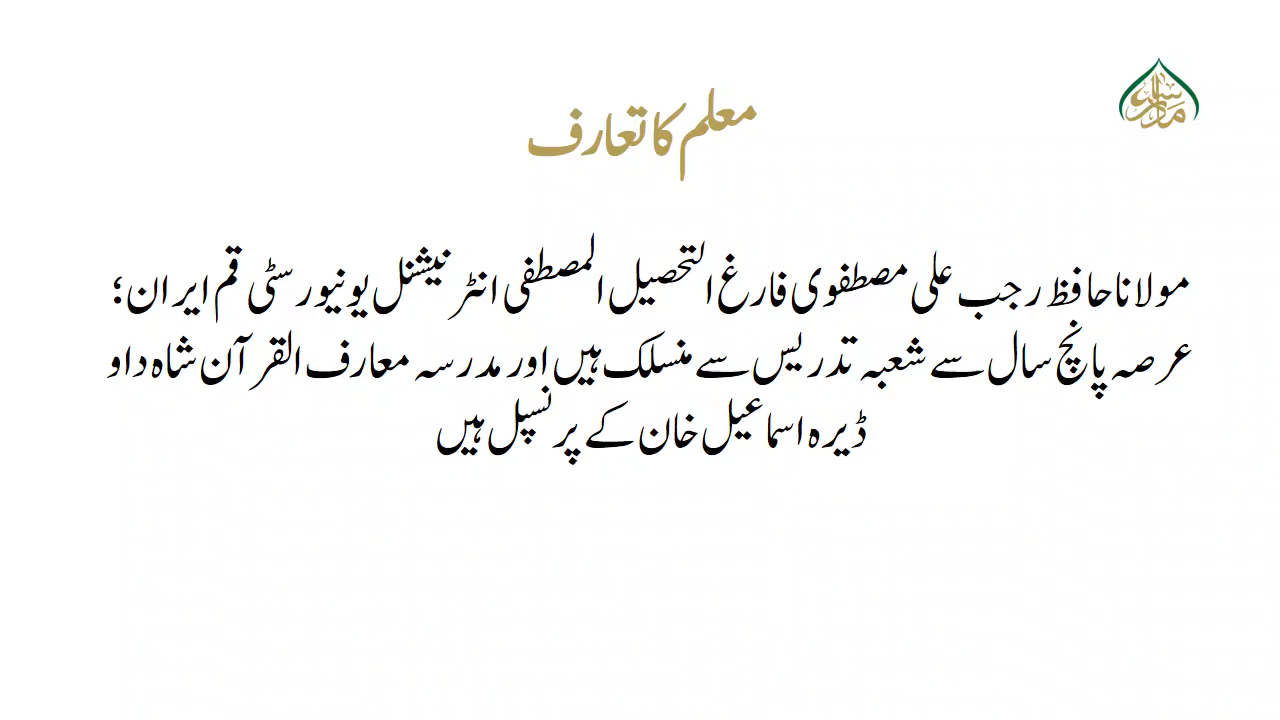 معلم کا تعارف
مولانا حافظ رجب علی مصطفوی فارغ التحصیل المصطفی انٹرنیشنل یونیورسٹی قم ایران؛
عرصہ پانچ سال سے شعبہ تدریس سے منسلک ہیں اور مدرسہ معارف القرآن شاہ داو
ڈیرہ اسماعیل خان کے پرنسپل ہیں